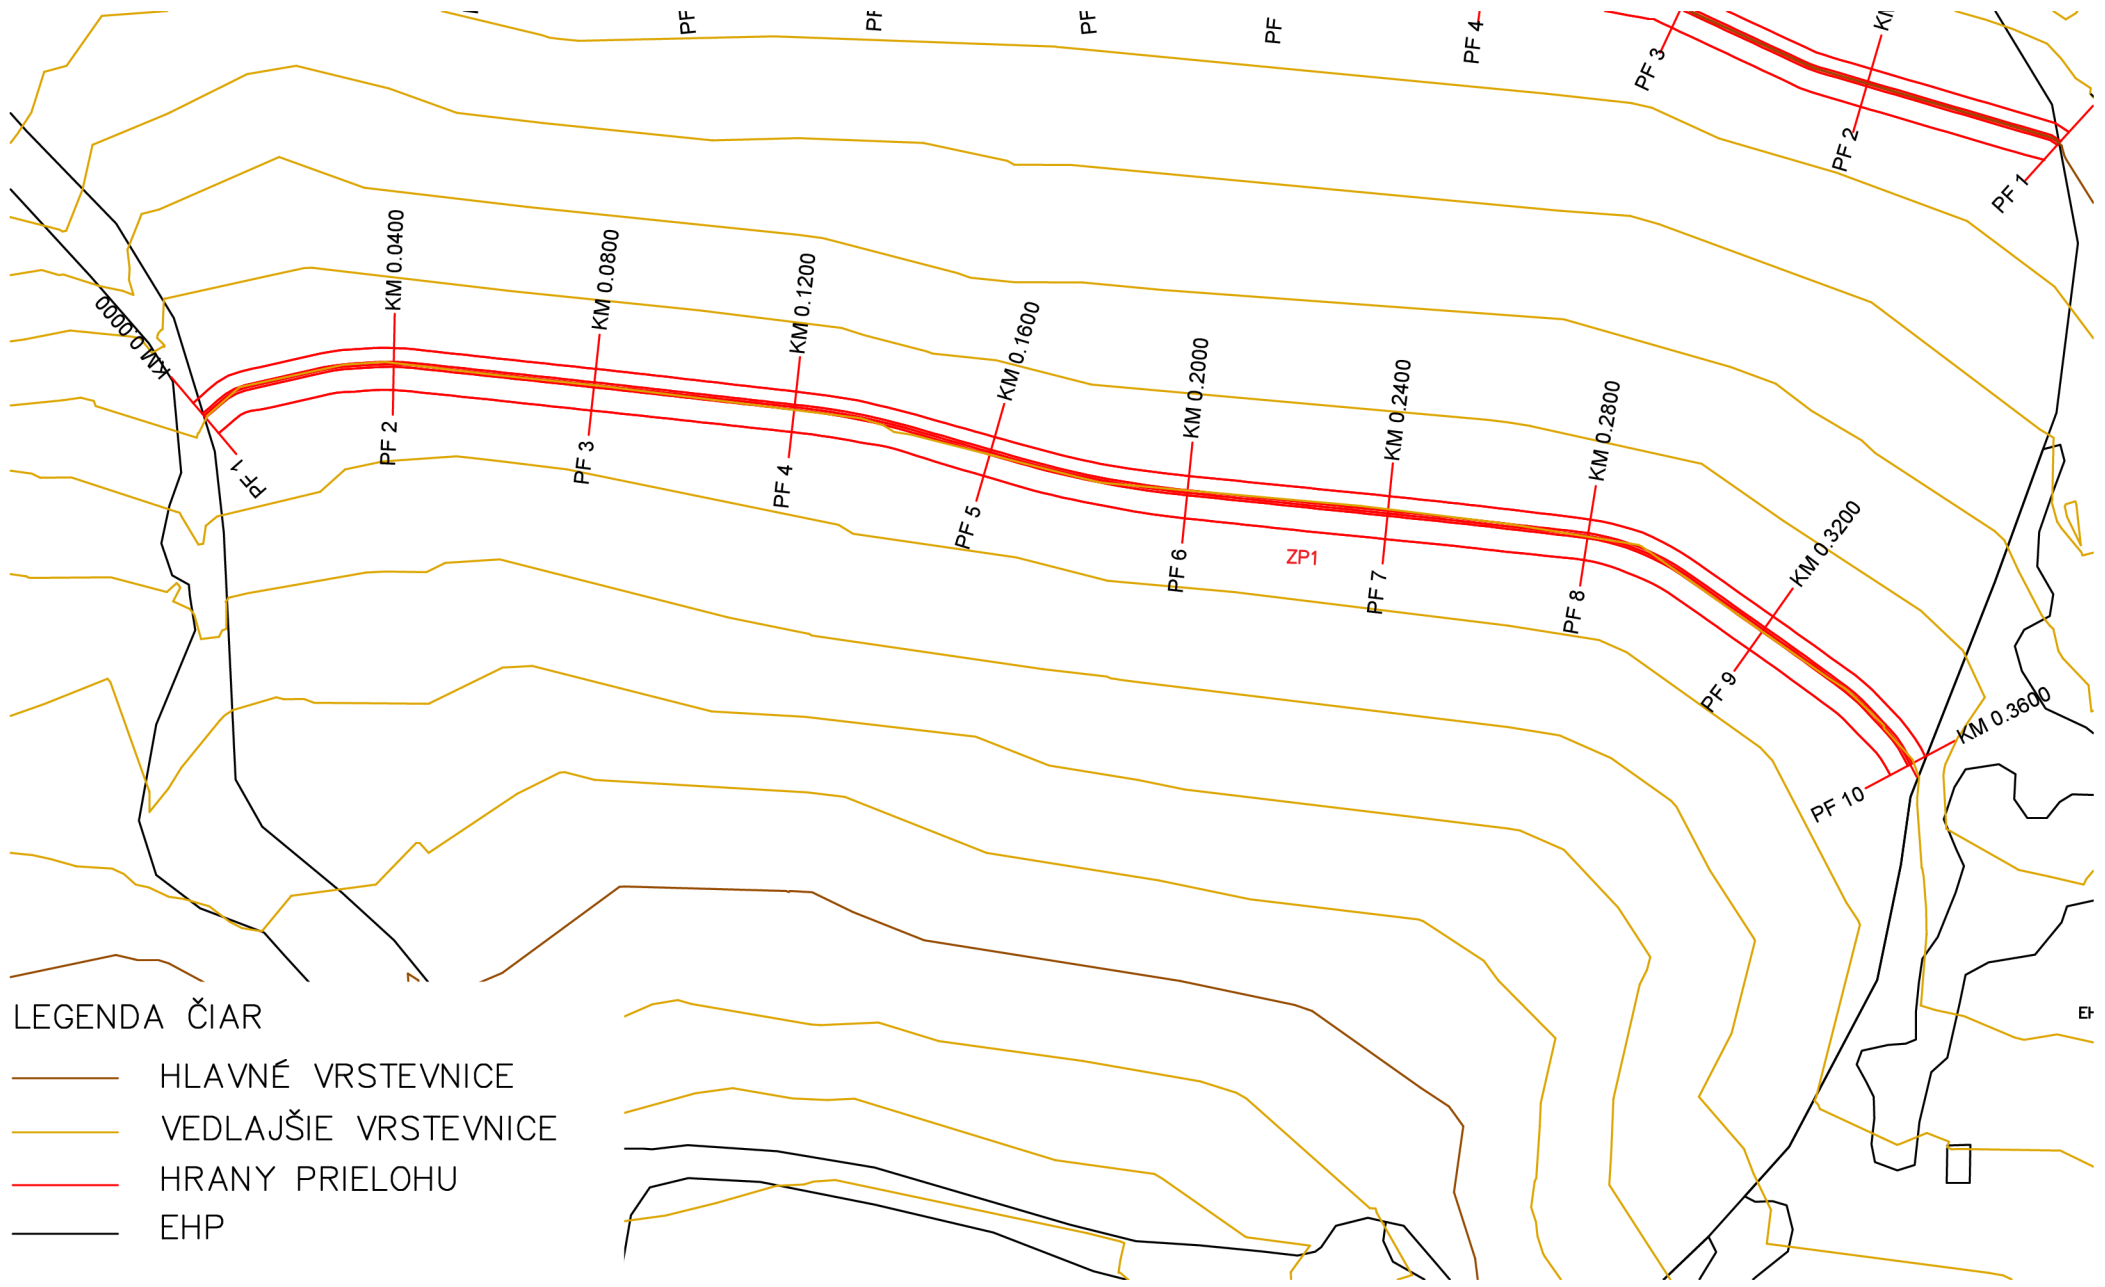 PF
PF
PF
PF
PF 4
PF 3
PF 2
PF 1
KM 0.0000
KM 0.0400
KM 0.0800
KM 0.1200
KM 0.1600
KM 0.2000
KM 0.2400
KM 0.2800
KM 0.3200
KM 0.3600
PF 1
PF 2
PF 3
PF 4
PF 5
PF 6
ZP1
PF 7
PF 8
PF 9
PF 10
LEGENDA ČIAR
HLAVNÉ VRSTEVNICE
VEDLAJŠIE VRSTEVNICE
HRANY PRIELOHU
EHP